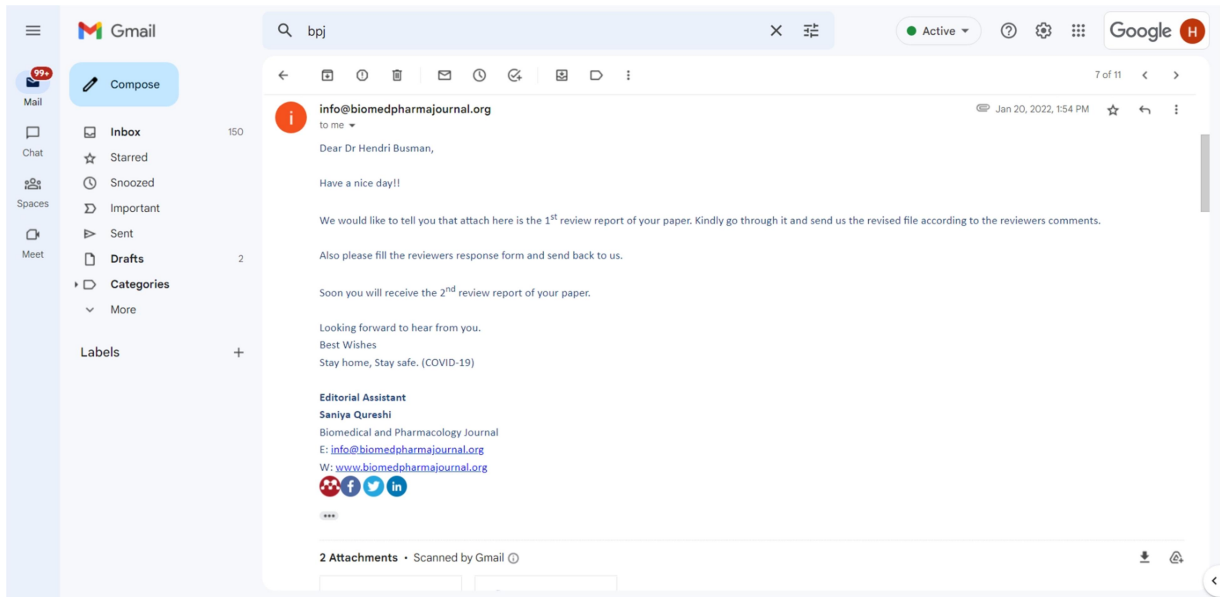 Gmail
bpj
Active
Google
H
99+
Mail
Chat
Spaces
Meet
Compose
Inbox 150
Starred
Snoozed
Important
Sent
Drafts 2
Categories
More
Labels
7 of 11
i
info@biomedpharmajournal.org
Jan 20, 2022, 1:54 PM
to me
Dear Dr Hendri Busman,
Have a nice day!!
We would like to tell you that attach here is the 1st review report of your paper. Kindly go through it and send us the revised file according to the reviewers comments.
Also please fill the reviewers response form and send back to us.
Soon you will receive the 2nd review report of your paper.
Looking forward to hear from you.
Best Wishes
Stay home, Stay safe. (COVID-19)
Editorial Assistant
Saniya Qureshi
Biomedical and Pharmacology Journal
E: info@biomedpharmajournal.org
W: www.biomedpharmajournal.org
f in
2 Attachments • Scanned by Gmail